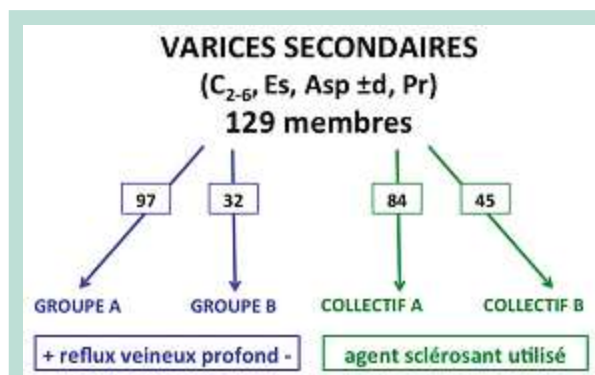 VARICES SECONDAIRES
(C2-6, Es, Asp ±d, Pr)
129 membres
97 32 84 45
GROUPE A GROUPE B COLLECTIF A COLLECTIF B
+ reflux veineux profond - agent sclérosant utilisé